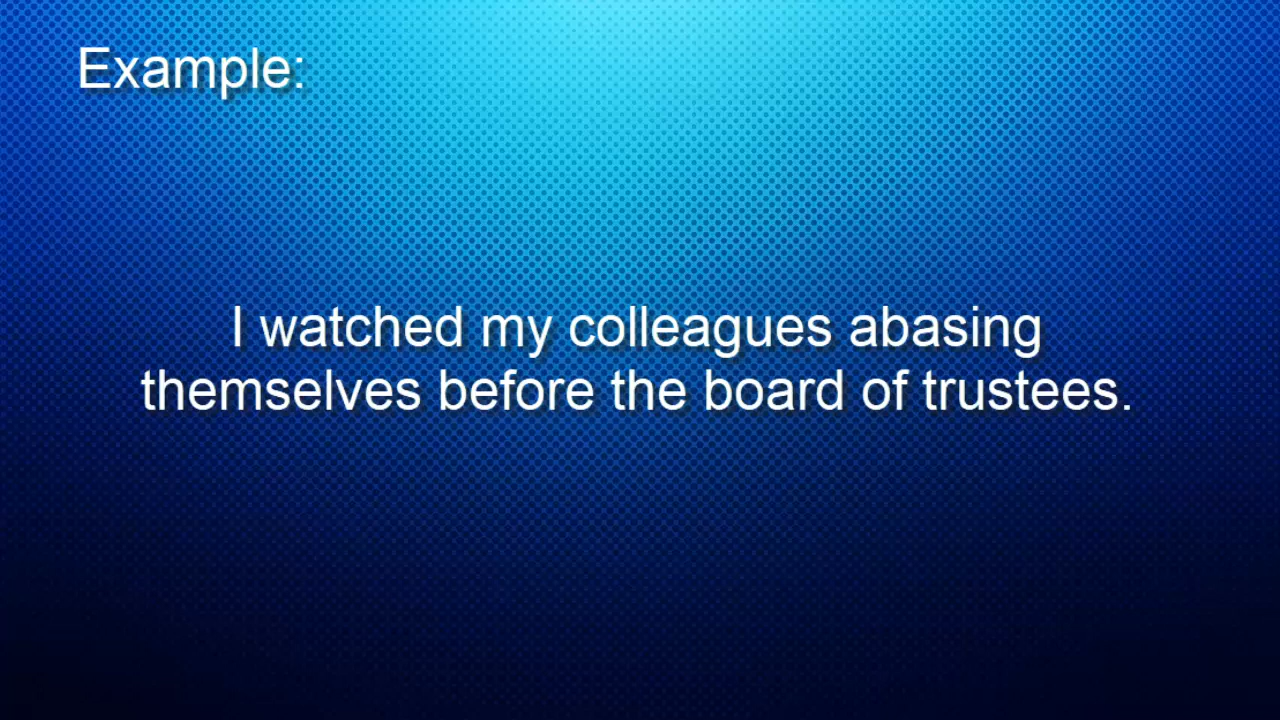 Example:
I watched my colleagues abasing
themselves before the board of trustees.